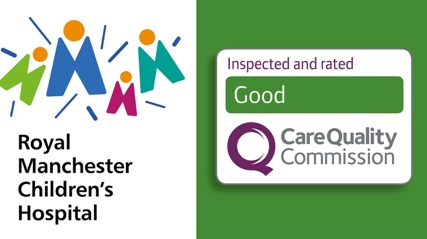 Royal
Manchester
Children's
Hospital
Inspected and rated
Good
CareQuality
Commission